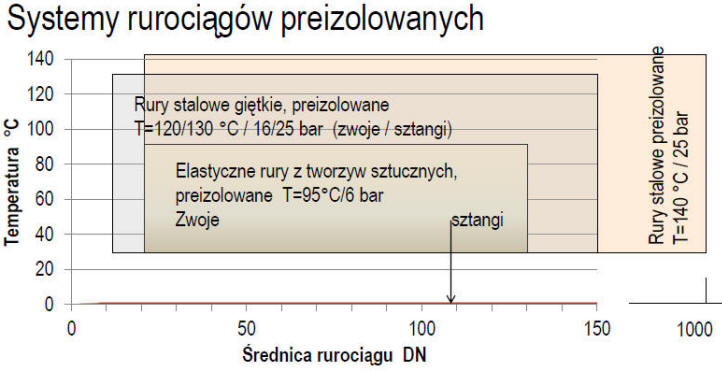 Systemy rurociągów preizolowanych
140
120
100
80
60
40
20
0
Temperatura °C
Rury stalowe giętkie, preizolowane
T=120/130 °C / 16/25 bar (zwoje / sztangi)
Elastyczne rury z tworzyw sztucznych,
preizolowane T=95°C/6 bar
Zwoje sztangi
Rury stalowe preizolowane
T=140 °C / 25 bar
0 50 100 150 1000
Średnica rurociągu DN